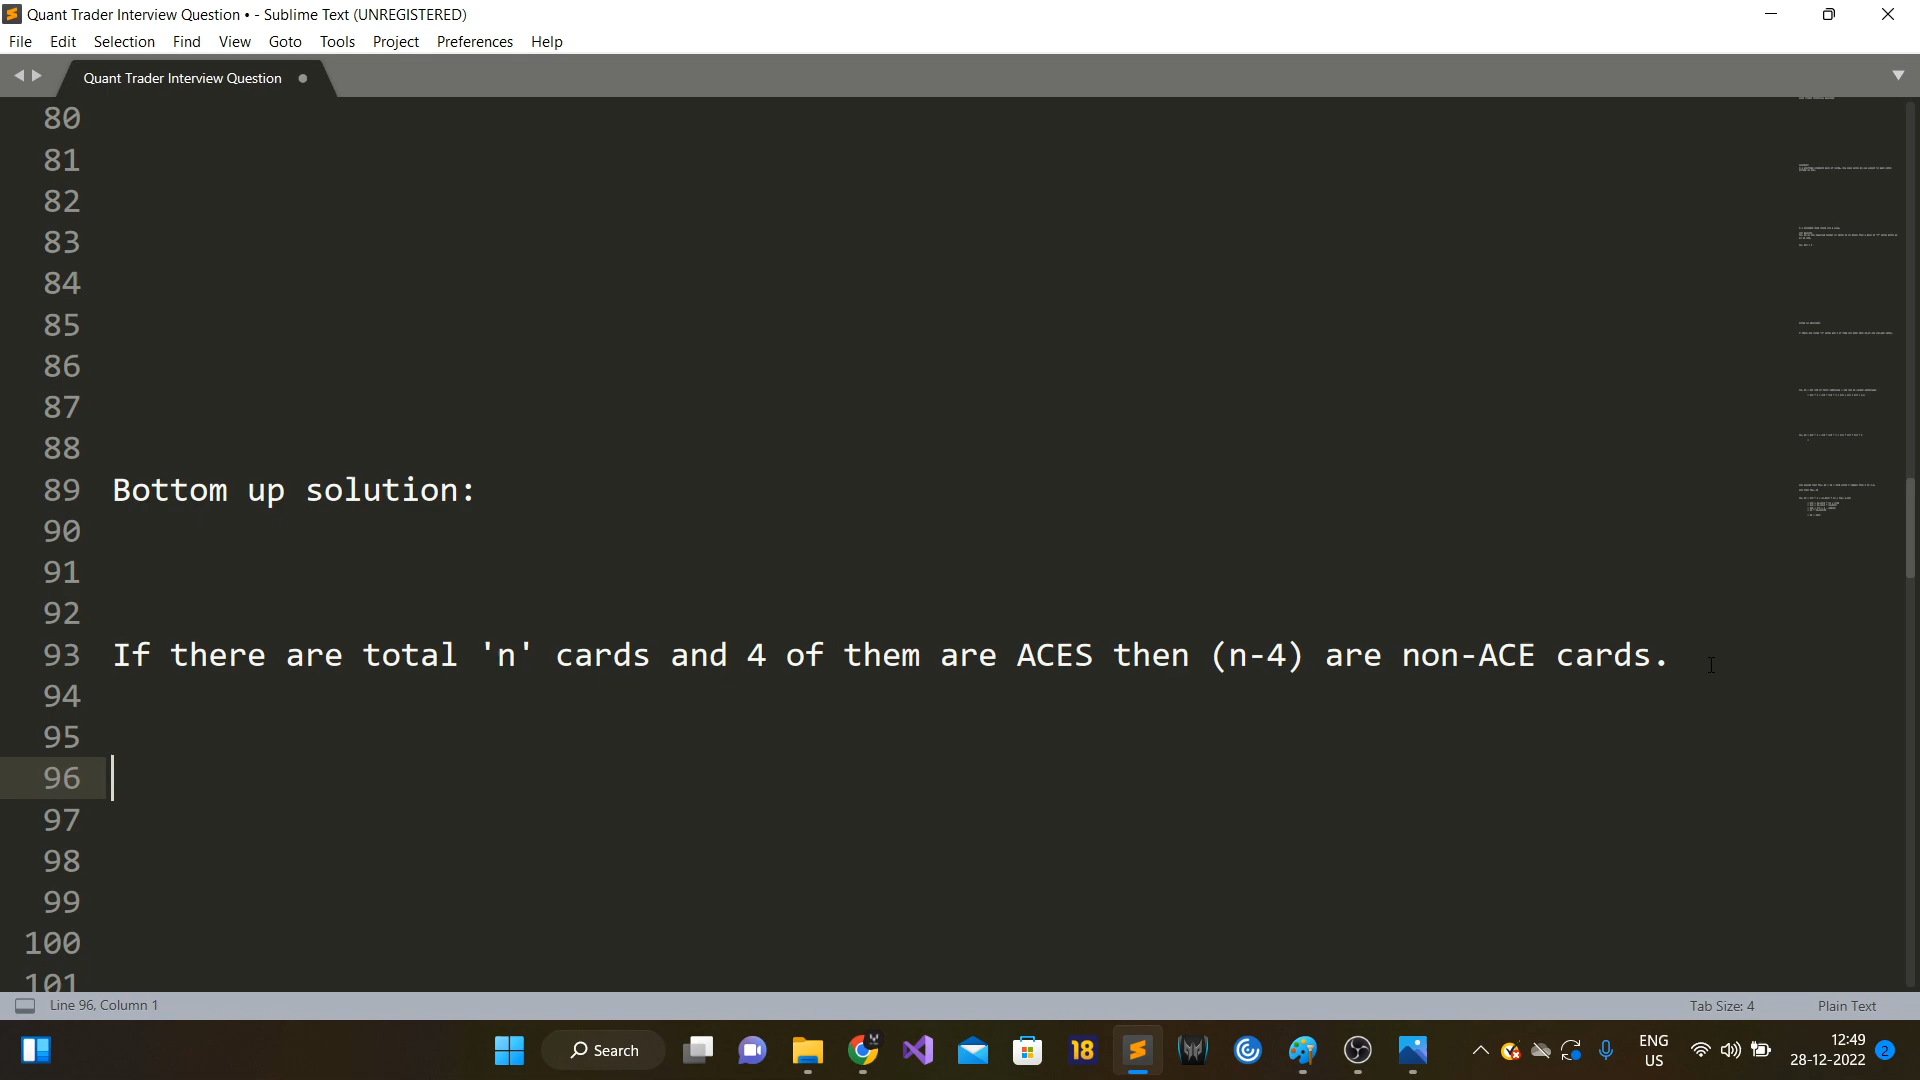 Quant Trader Interview Question • - Sublime Text (UNREGISTERED)
File Edit Selection Find View Goto Tools Project Preferences Help
Quant Trader Interview Question
80
81
82
83
84
85
86
87
88
89 Bottom up solution:
90
91
92
93 If there are total 'n' cards and 4 of them are ACES then (n-4) are non-ACE cards.
94
95
96
97
98
99
100
101
Line 96, Column 1 Tab Size: 4 Plain Text
Search 18 ENG 12:49
US 28-12-2022 2